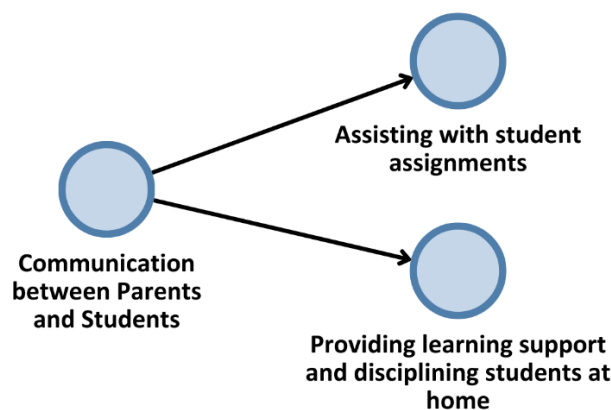 Assisting with student
assignments
Communication
between Parents
and Students
Providing learning support
and disciplining students at
home